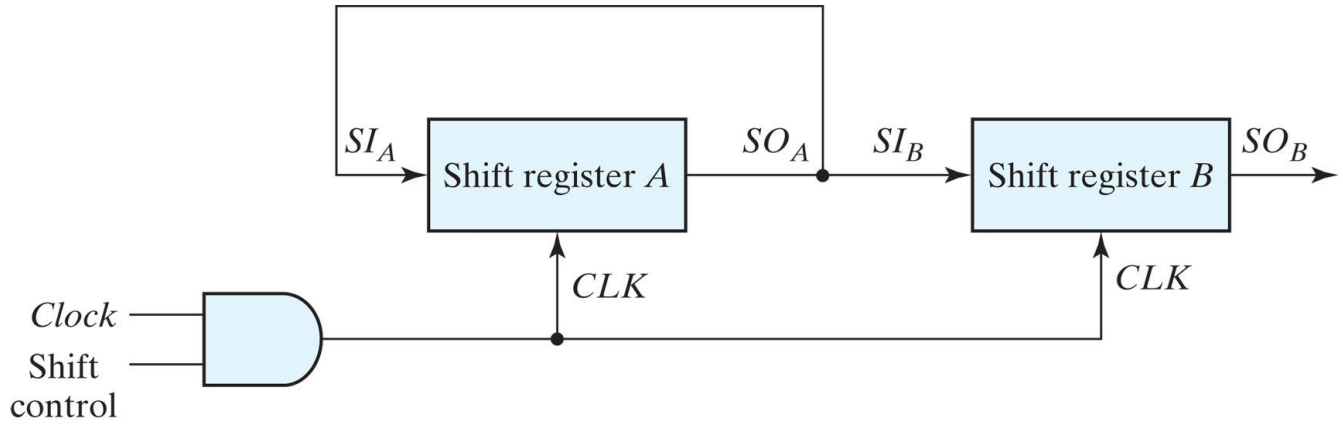 SI_A
Shift register A
SO_A
SI_B
Shift register B
SO_B
CLK
CLK
Clock
Shift
control